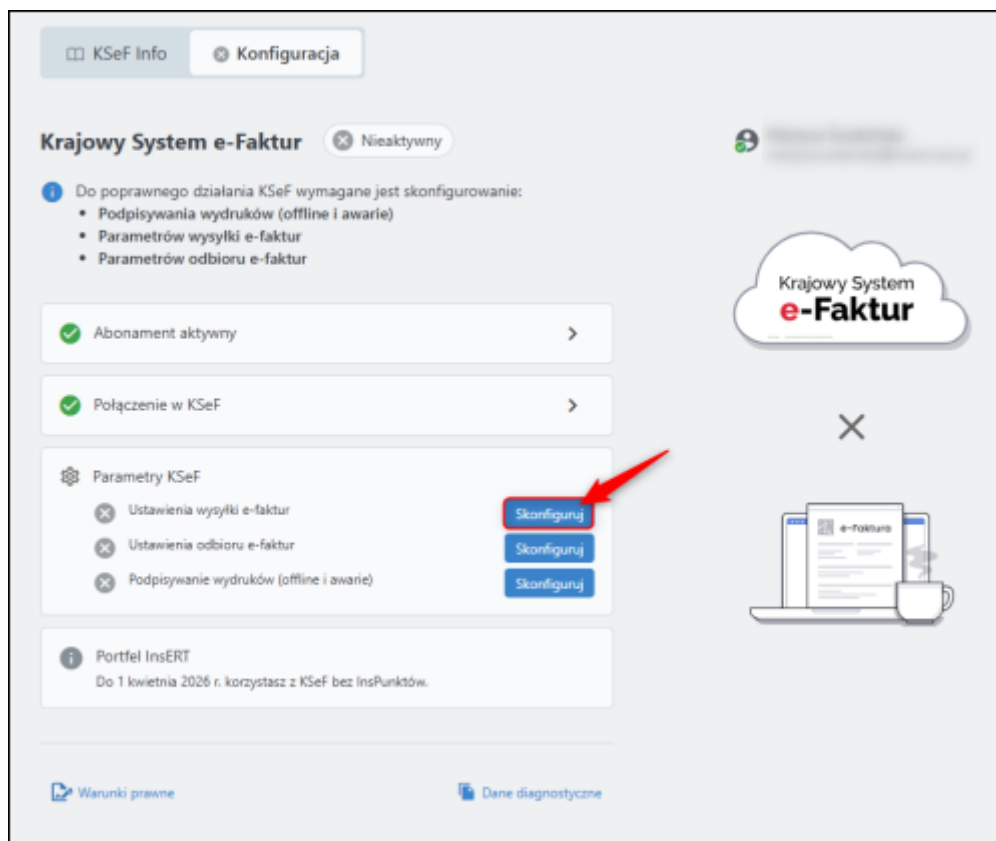 KSeF Info
Konfiguracja
Krajowy System e-Faktur
Nieaktywny
Do poprawnego działania KSeF wymagane jest skonfigurowanie:
• Podpisywania wydruków (offline i awarie)
• Parametrów wysyłki e-faktur
• Parametrów odbioru e-faktur
Krajowy System
e-Faktur
Abonament aktywny
Połączenie w KSeF
Parametry KSeF
Ustawienia wysyłki e-faktur
Skonfiguruj
Ustawienia odbioru e-faktur
Skonfiguruj
Podpisywanie wydruków (offline i awarie)
Skonfiguruj
e-Faktura
Portfel InsERT
Do 1 kwietnia 2026 r. korzystasz z KSeF bez InsPunktów.
Warunki prawne
Dane diagnostyczne